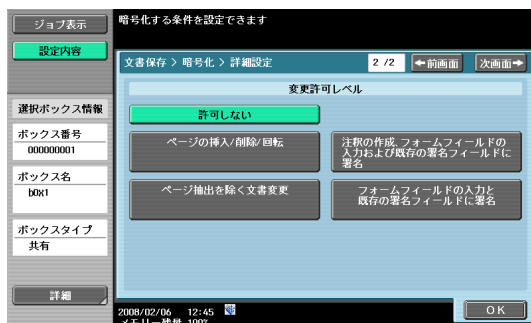 ジョブ表示
設定内容
選択ボックス情報
ボックス番号
000000001
ボックス名
box1
ボックスタイプ
共有
詳細
暗号化する条件を設定できます
文書保存 > 暗号化 > 詳細設定
2 /2
←前画面
次画面→
変更許可レベル
許可しない
ページの挿入/削除/回転
注釈の作成、フォームフィールドの
入力および既存の署名フィールドに
署名
ページ抽出を除く文書変更
フォームフィールドの入力と
既存の署名フィールドに署名
2008/02/06 12:45
メモリー残量 100%
OK